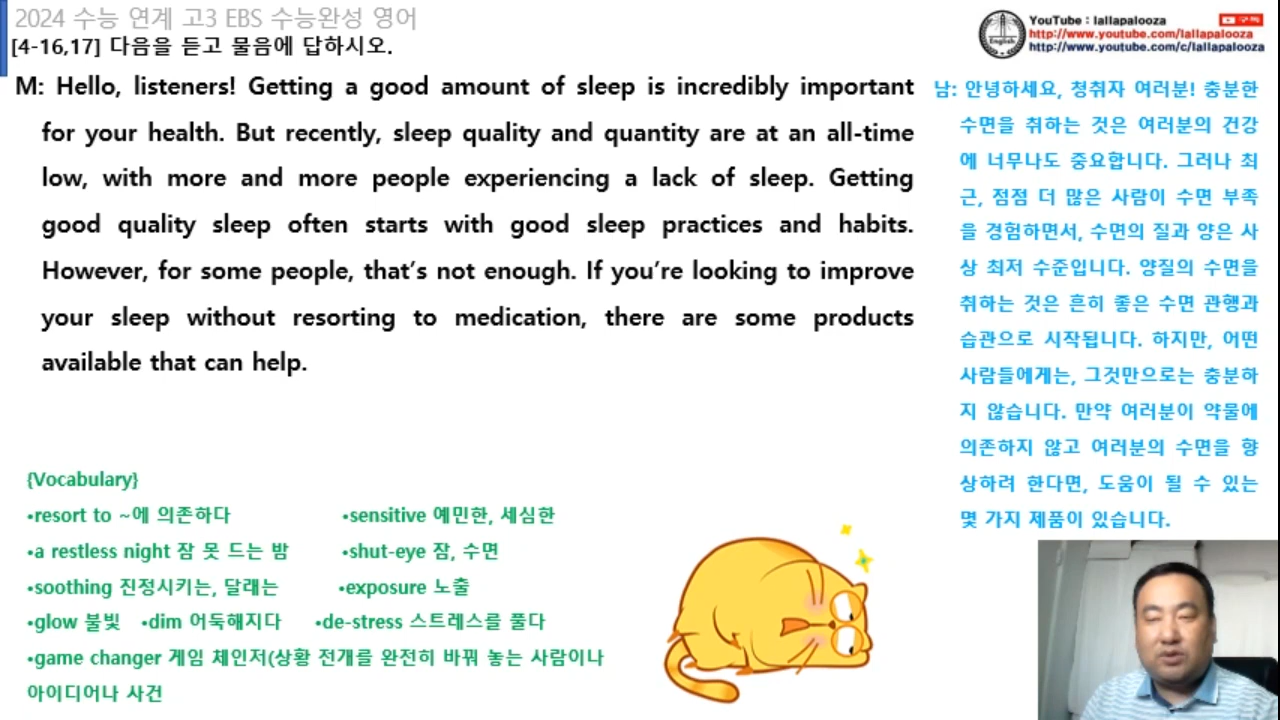 2024 수능 연계 고3 EBS 수능완성 영어
[4-16,17] 다음을 듣고 물음에 답하시오.
YouTube : lallapalooza
구독
http://www.youtube.com/lallapalooza
http://www.youtube.com/c/lallapalooza
English
M: Hello, listeners! Getting a good amount of sleep is incredibly important
for your health. But recently, sleep quality and quantity are at an all-time
low, with more and more people experiencing a lack of sleep. Getting
good quality sleep often starts with good sleep practices and habits.
However, for some people, that’s not enough. If you’re looking to improve
your sleep without resorting to medication, there are some products
available that can help.
남: 안녕하세요, 청취자 여러분! 충분한
수면을 취하는 것은 여러분의 건강
에 너무나도 중요합니다. 그러나 최
근, 점점 더 많은 사람이 수면 부족
을 경험하면서, 수면의 질과 양은 사
상 최저 수준입니다. 양질의 수면을
취하는 것은 흔히 좋은 수면 관행과
습관으로 시작됩니다. 하지만, 어떤
사람들에게는, 그것만으로는 충분하
지 않습니다. 만약 여러분이 약물에
의존하지 않고 여러분의 수면을 향
상하려 한다면, 도움이 될 수 있는
몇 가지 제품이 있습니다.
{Vocabulary}
•resort to ~에 의존하다 •sensitive 예민한, 세심한
•a restless night 잠 못 드는 밤 •shut-eye 잠, 수면
•soothing 진정시키는, 달래는 •exposure 노출
•glow 불빛 •dim 어둑해지다 •de-stress 스트레스를 풀다
•game changer 게임 체인저(상황 전개를 완전히 바꿔 놓는 사람이나
아이디어나 사건